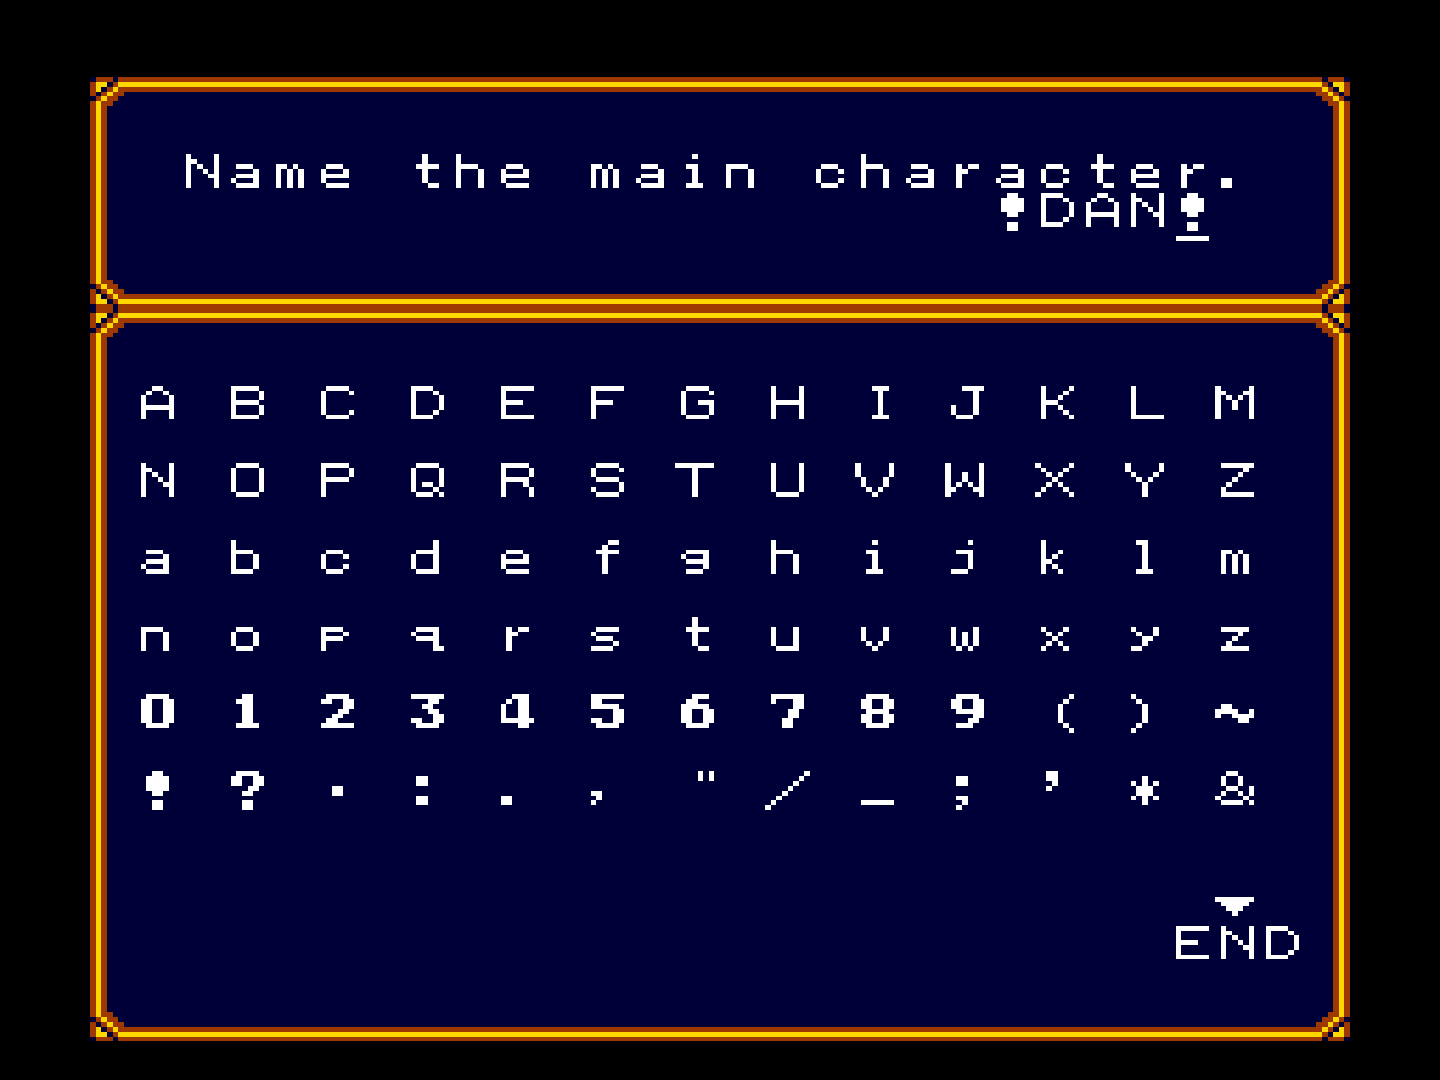 Name the main character.
!DAN!
A B C D E F G H I J K L M
N O P Q R S T U V W X Y Z
a b c d e f g h i j k l m
n o p q r s t u v w x y z
0 1 2 3 4 5 6 7 8 9 ( ) ~
! ? · : . , " / _ ; ' * &
END